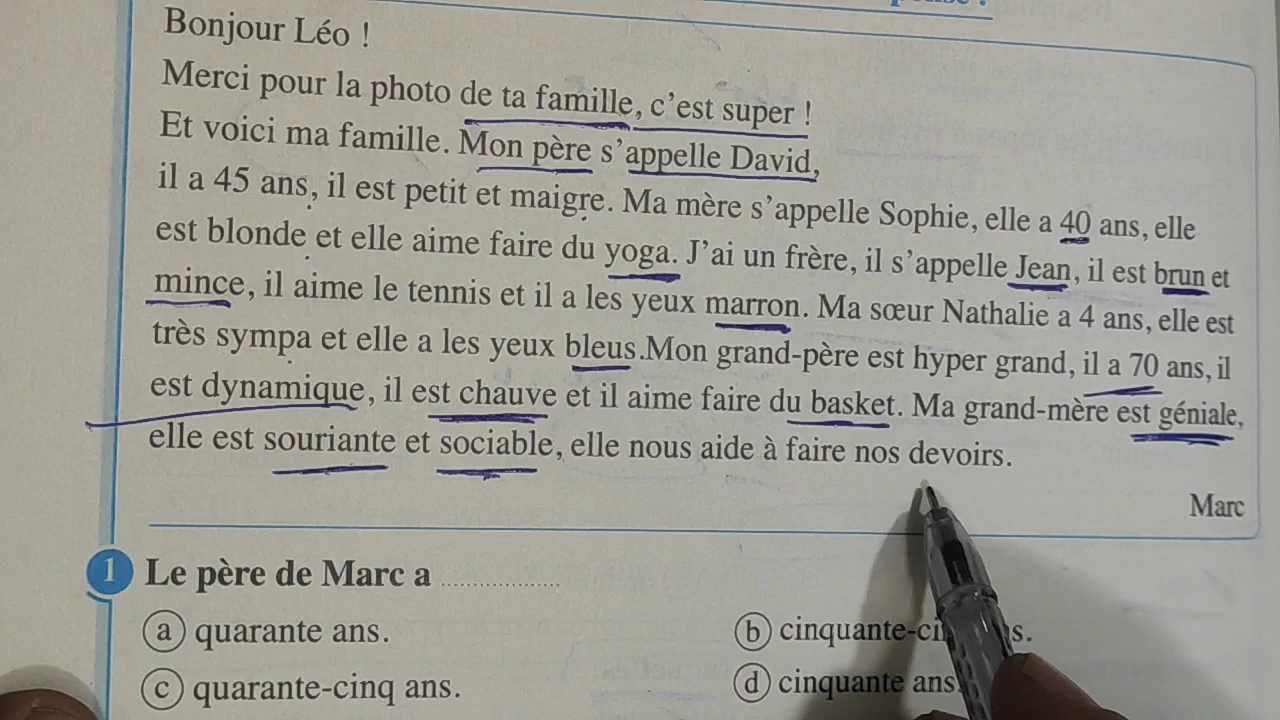 Bonjour Léo !
Merci pour la photo de ta famille, c'est super !
Et voici ma famille. Mon père s'appelle David,
il a 45 ans, il est petit et maigre. Ma mère s'appelle Sophie, elle a 40 ans, elle
est blonde et elle aime faire du yoga. J'ai un frère, il s'appelle Jean, il est brun et
mince, il aime le tennis et il a les yeux marron. Ma sœur Nathalie a 4 ans, elle est
très sympa et elle a les yeux bleus.Mon grand-père est hyper grand, il a 70 ans, il
est dynamique, il est chauve et il aime faire du basket. Ma grand-mère est géniale,
elle est souriante et sociable, elle nous aide à faire nos devoirs.
Marc
1 Le père de Marc a ....................
a quarante ans.
b
c quarante-cinq ans.
d cinquante ans